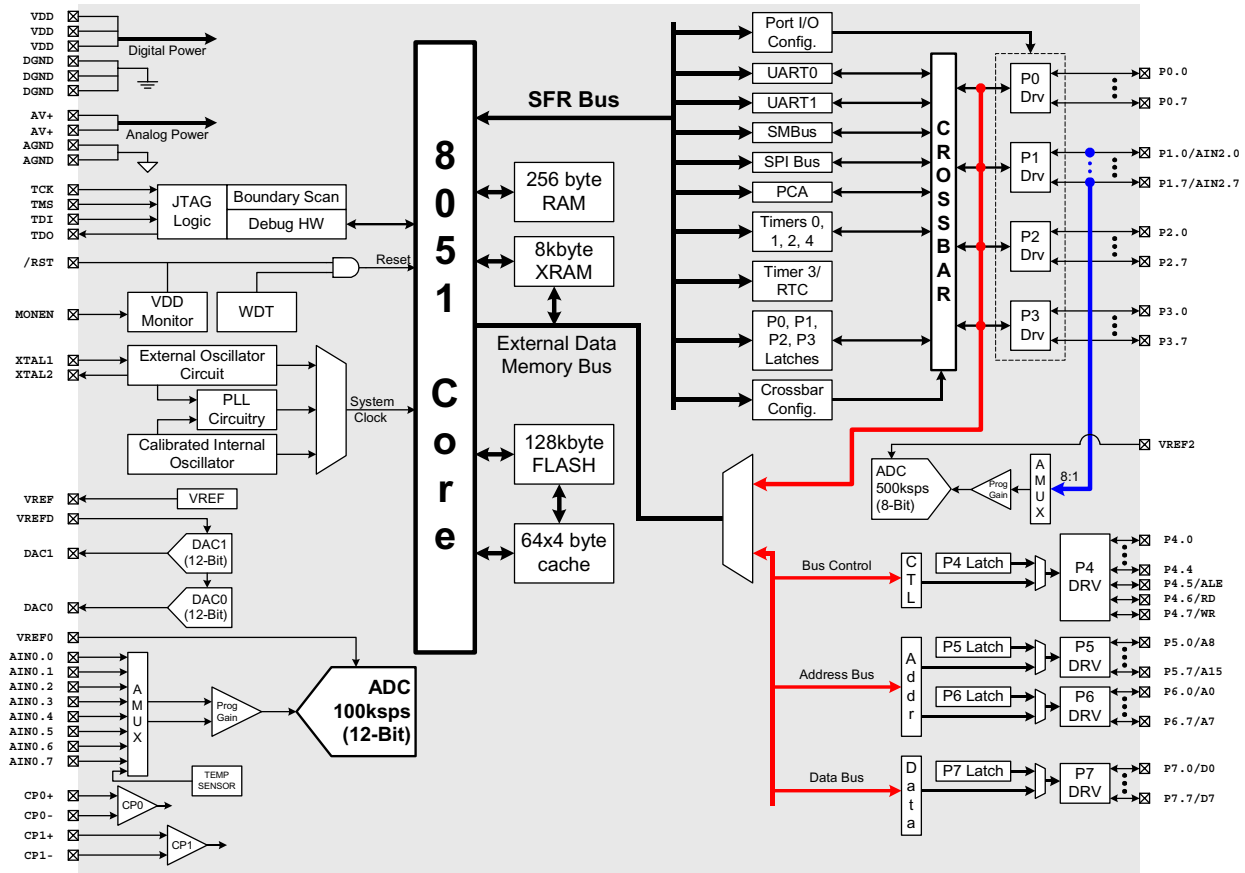 VDD
VDD
VDD
Digital Power
DGND
DGND
DGND
AV+
AV+
Analog Power
AGND
AGND
TCK
TMS
TDI
TDO
JTAG
Logic
Boundary Scan
Debug HW
/RST
Reset
MONEN
VDD
Monitor
WDT
XTAL1
XTAL2
External Oscillator
Circuit
PLL
Circuitry
Calibrated Internal
Oscillator
System
Clock
VREF
VREF
VREFD
DAC1
DAC1
(12-Bit)
DAC0
DAC0
(12-Bit)
VREF0
AIN0.0
AIN0.1
AIN0.2
AIN0.3
AIN0.4
AIN0.5
AIN0.6
AIN0.7
AMUX
Prog
Gain
ADC
100ksps
(12-Bit)
TEMP
SENSOR
CP0+
CP0-
CP0
CP1+
CP1-
CP1
8051 Core
SFR Bus
256 byte
RAM
8kbyte
XRAM
External Data
Memory Bus
128kbyte
FLASH
64x4 byte
cache
Port I/O
Config.
UART0
UART1
SMBus
SPI Bus
PCA
Timers 0,
1, 2, 4
Timer 3/
RTC
P0, P1,
P2, P3
Latches
Crossbar
Config.
CROSSBAR
P0
Drv
P1
Drv
P2
Drv
P3
Drv
P0.0
P0.7
P1.0/AIN2.0
P1.7/AIN2.7
P2.0
P2.7
P3.0
P3.7
VREF2
ADC
500ksps
(8-Bit)
Prog
Gain
AMUX
8:1
Bus Control
CTL
P4 Latch
P4
DRV
P4.0
P4.4
P4.5/ALE
P4.6/RD
P4.7/WR
Address Bus
Addr
P5 Latch
P5
DRV
P5.0/A8
P5.7/A15
P6 Latch
P6
DRV
P6.0/A0
P6.7/A7
Data Bus
Data
P7 Latch
P7
DRV
P7.0/D0
P7.7/D7